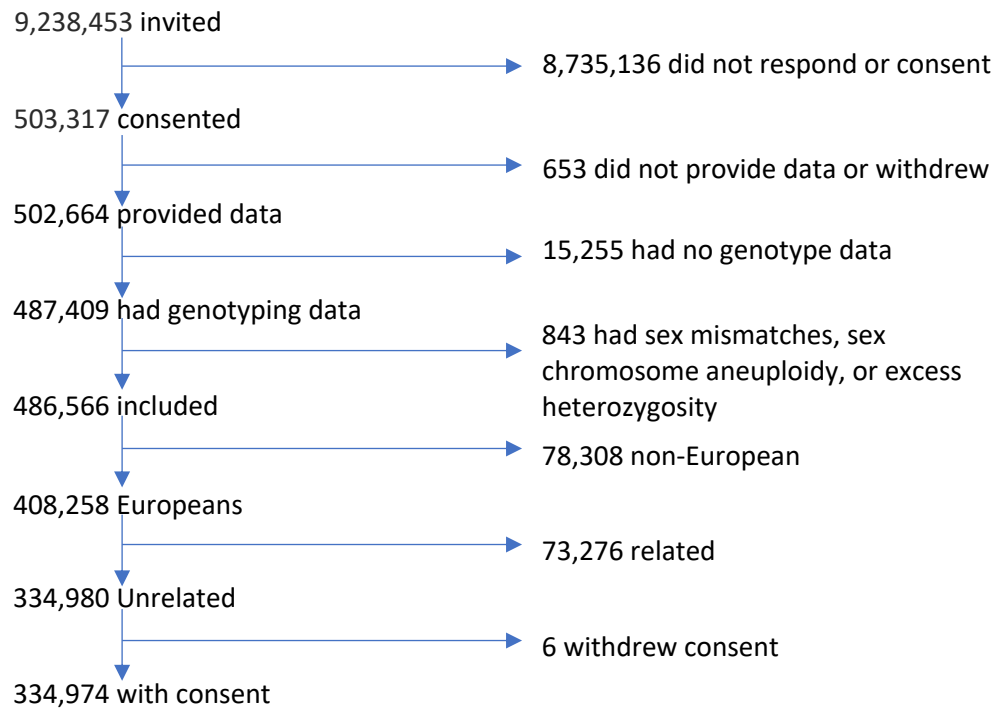 9,238,453 invited
8,735,136 did not respond or consent
503,317 consented
653 did not provide data or withdrew
502,664 provided data
15,255 had no genotype data
487,409 had genotyping data
843 had sex mismatches, sex
chromosome aneuploidy, or excess
heterozygosity
486,566 included
78,308 non-European
408,258 Europeans
73,276 related
334,980 Unrelated
6 withdrew consent
334,974 with consent